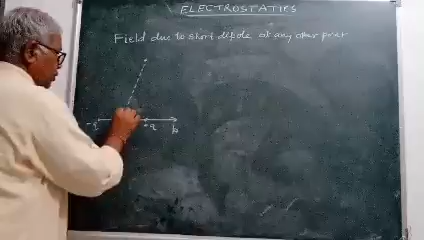 ELECTROSTATICS
Field due to short dipole at any other point
-q +q p